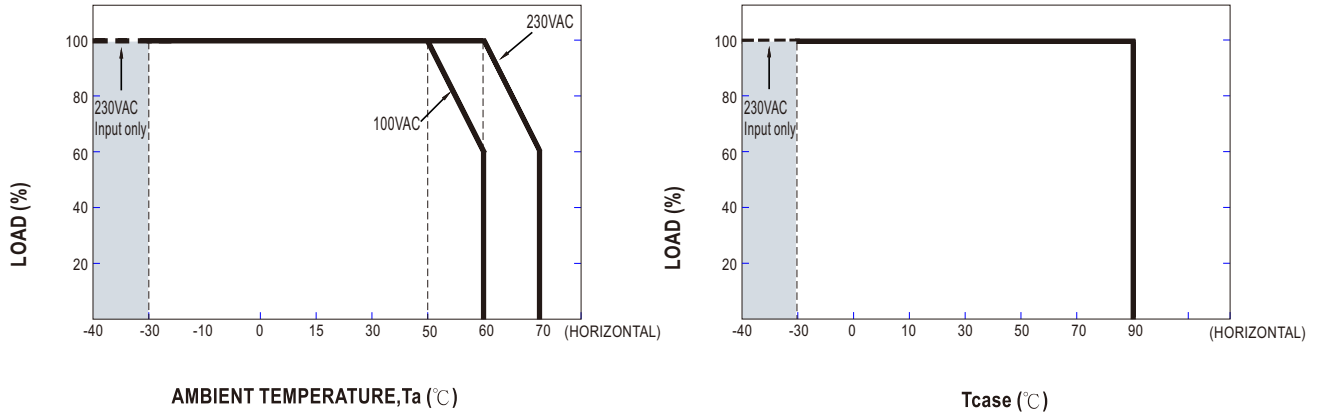 230VAC
100
80
230VAC
Input only
100VAC
60
40
20
LOAD (%)
-40 -30 -10 0 15 30 50 60 70 (HORIZONTAL)
AMBIENT TEMPERATURE,Ta (℃)
100
80
230VAC
Input only
60
40
20
LOAD (%)
-40 -30 0 10 30 50 70 90 (HORIZONTAL)
Tcase (℃)